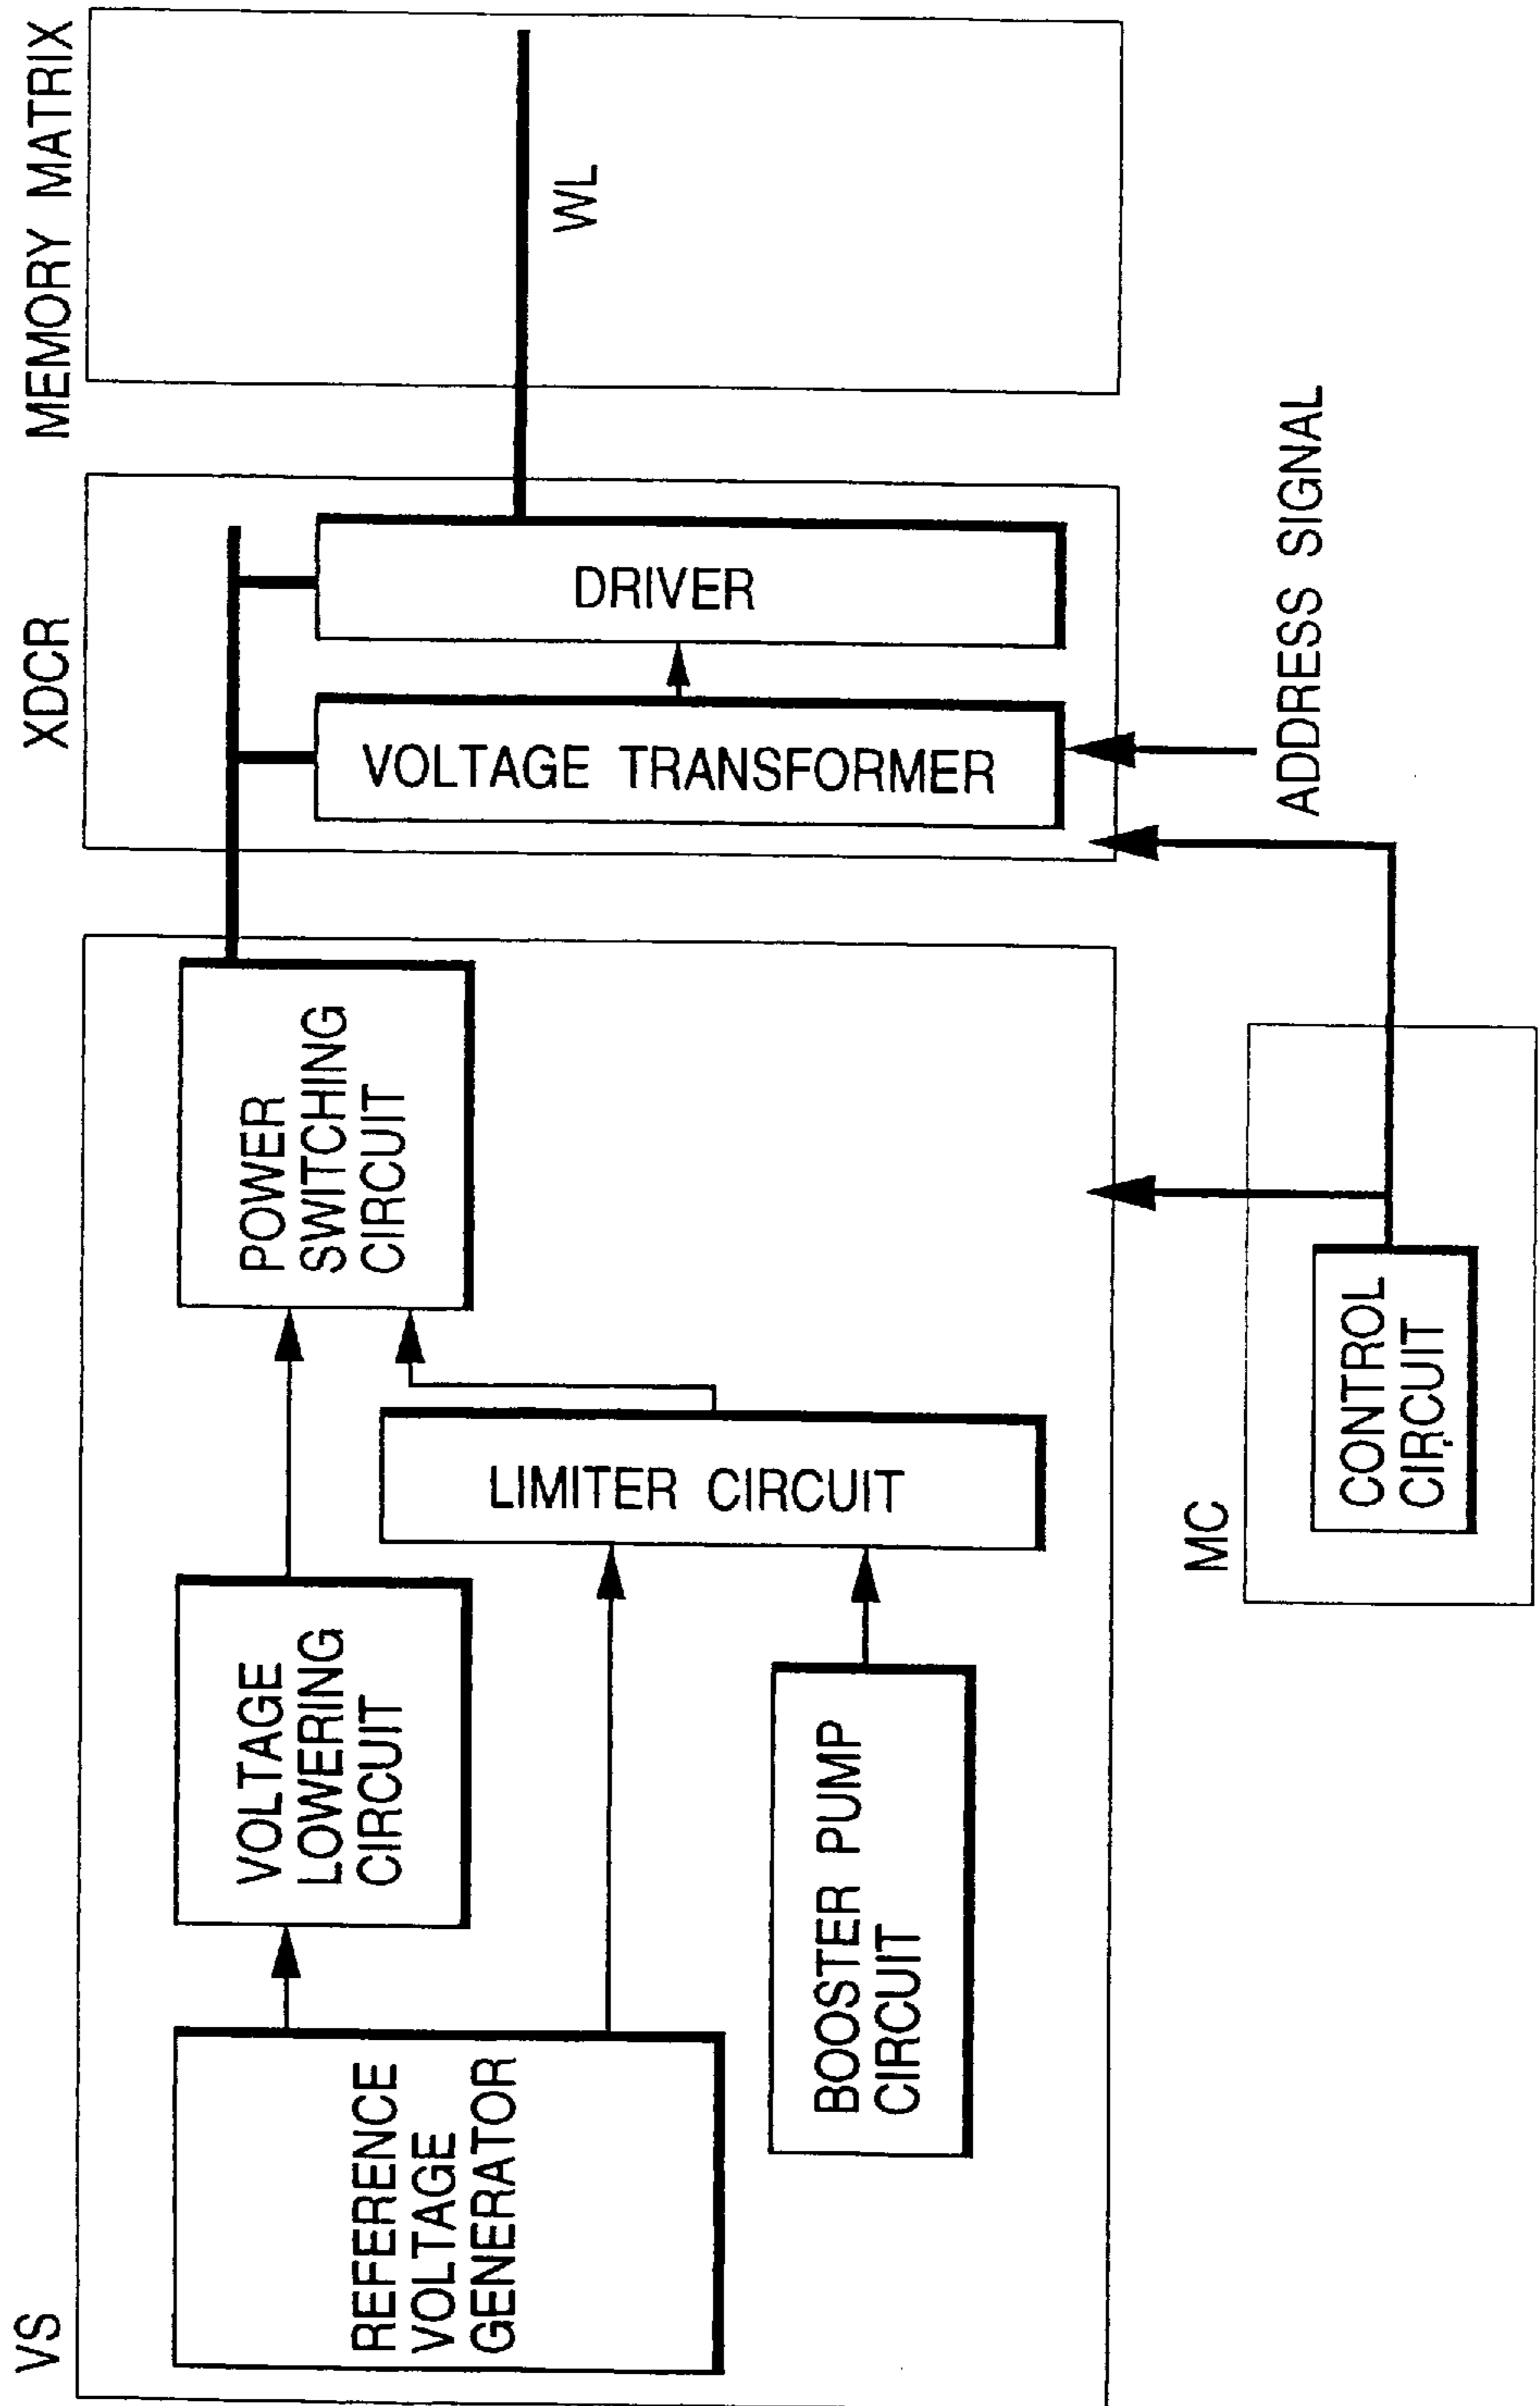 VS
REFERENCE
VOLTAGE
GENERATOR
VOLTAGE
LOWERING
CIRCUIT
BOOSTER PUMP
CIRCUIT
LIMITER CIRCUIT
POWER
SWITCHING
CIRCUIT
MC
CONTROL
CIRCUIT
XDCR
VOLTAGE TRANSFORMER
DRIVER
ADDRESS SIGNAL
MEMORY MATRIX
WL